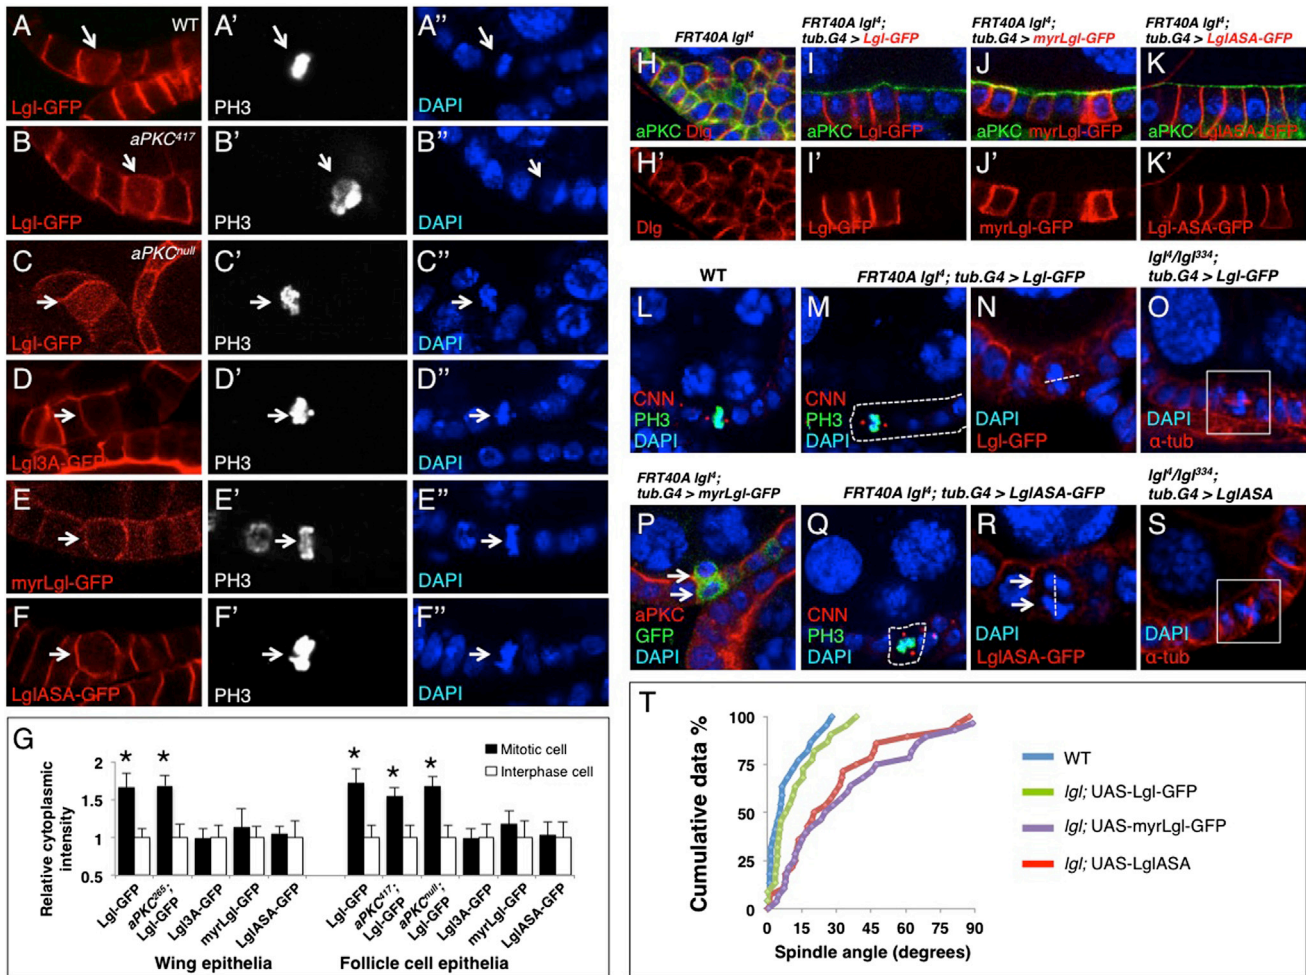 A
WT
Lgl-GFP
A'
PH3
A''
DAPI
B
aPKC417
Lgl-GFP
B'
PH3
B''
DAPI
C
aPKCnull
Lgl-GFP
C'
PH3
C''
DAPI
D
Lgl3A-GFP
D'
PH3
D''
DAPI
E
myrLgl-GFP
E'
PH3
E''
DAPI
F
LglASA-GFP
F'
PH3
F''
DAPI
G
Relative cytoplasmic
intensity
2
1.5
1
0.5
* * * * *
Mitotic cell
Interphase cell
Lgl-GFP
aPKC265;
Lgl-GFP
Lgl3A-GFP
myrLgl-GFP
LglASA-GFP
Lgl-GFP
aPKC417;
Lgl-GFP
aPKCnull;
Lgl-GFP
Lgl3A-GFP
myrLgl-GFP
LglASA-GFP
Wing epithelia
Follicle cell epithelia
FRT40A lgl4
H
aPKC Dlg
FRT40A lgl4;
tub.G4 > Lgl-GFP
I
aPKC Lgl-GFP
FRT40A lgl4;
tub.G4 > myrLgl-GFP
J
aPKC myrLgl-GFP
FRT40A lgl4;
tub.G4 > LglASA-GFP
K
aPKC LglASA-GFP
H'
Dlg
I'
Lgl-GFP
J'
myrLgl-GFP
K'
Lgl-ASA-GFP
WT
L
CNN
PH3
DAPI
FRT40A lgl4; tub.G4 > Lgl-GFP
M
CNN
PH3
DAPI
N
DAPI
Lgl-GFP
lgl4/lgl334;
tub.G4 > Lgl-GFP
O
DAPI
α-tub
FRT40A lgl4;
tub.G4 > myrLgl-GFP
P
aPKC
GFP
DAPI
FRT40A lgl4; tub.G4 > LglASA-GFP
Q
CNN
PH3
DAPI
R
DAPI
LglASA-GFP
lgl4/lgl334;
tub.G4 > LglASA
S
DAPI
α-tub
T
Cumulative data %
100
75
50
25
0
0 15 30 45 60 75 90
Spindle angle (degrees)
WT
lgl; UAS-Lgl-GFP
lgl; UAS-myrLgl-GFP
lgl; UAS-LglASA